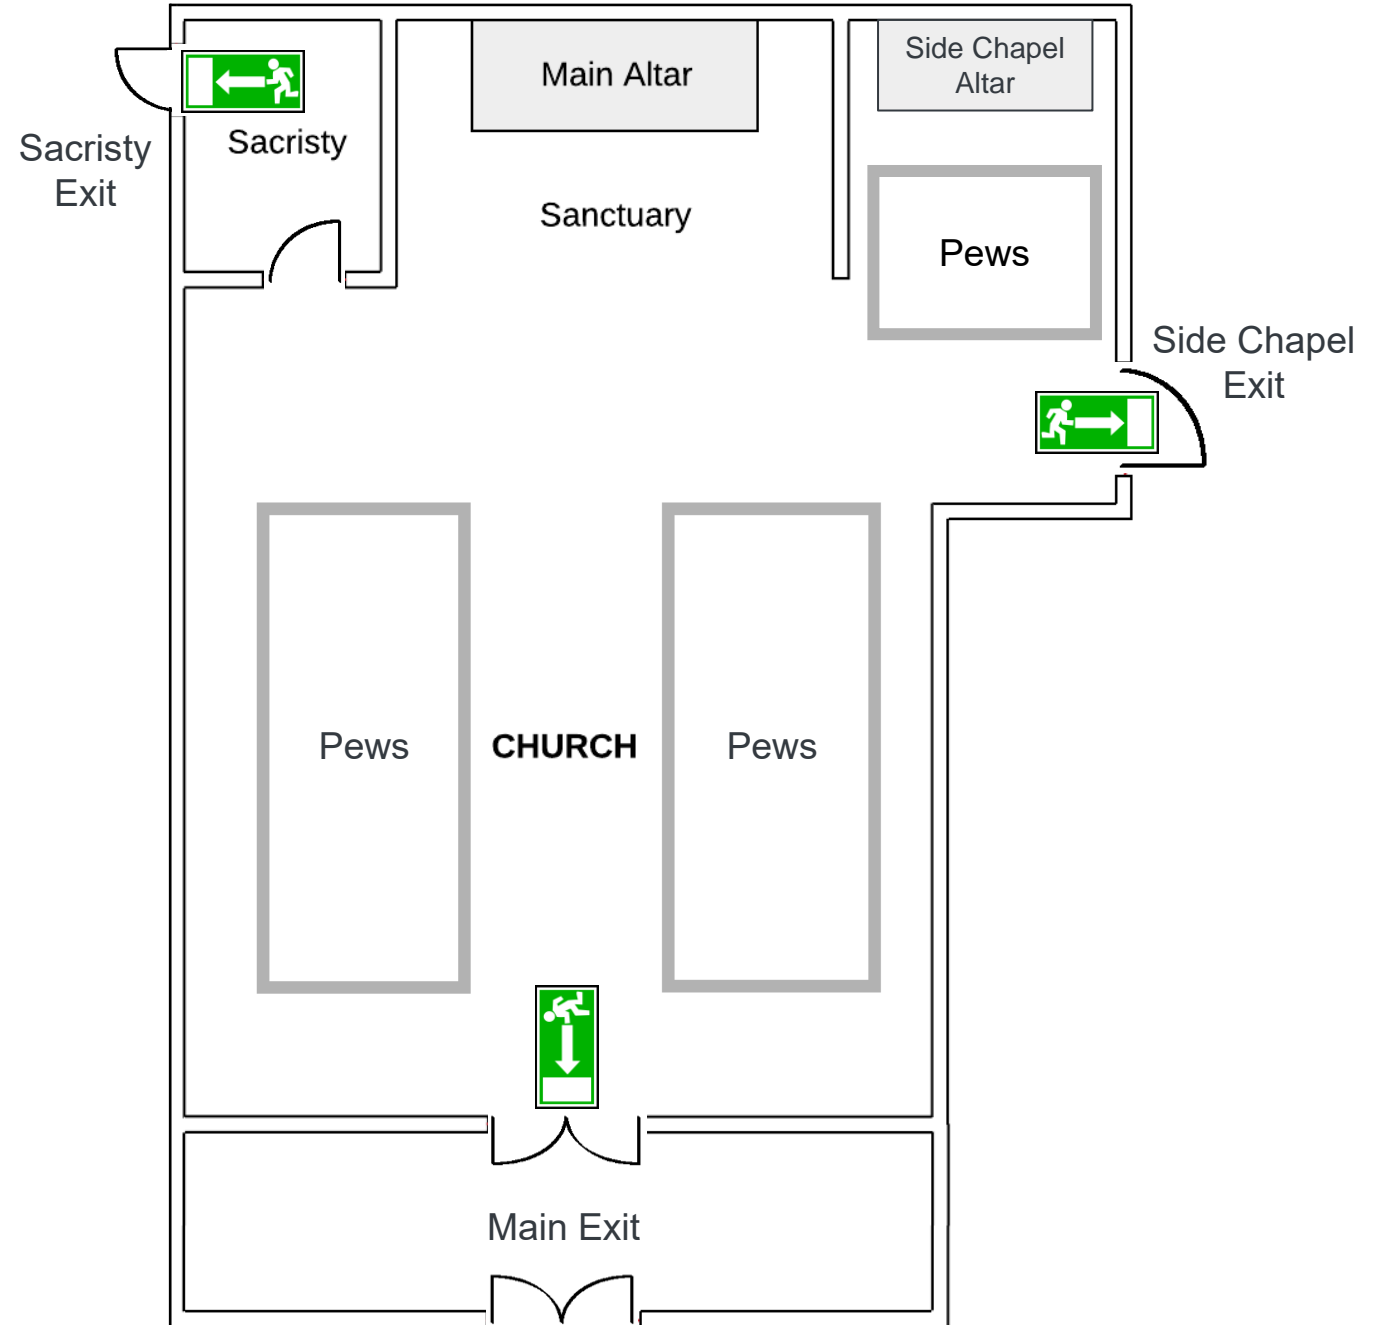 Main Altar
Side Chapel
Altar
Sacristy
Exit
Sacristy
Sanctuary
Pews
Side Chapel
Exit
Pews
CHURCH
Pews
Main Exit